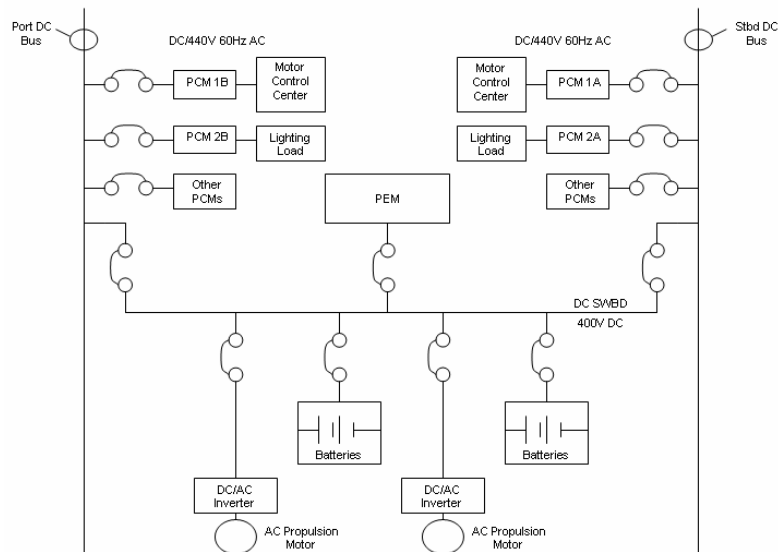 Port DC
Bus
DC/440V 60Hz AC
DC/440V 60Hz AC
Stbd DC
Bus
PCM 1B
Motor
Control
Center
Motor
Control
Center
PCM 1A
PCM 2B
Lighting
Load
Lighting
Load
PCM 2A
Other
PCMs
PEM
Other
PCMs
DC SWBD
400V DC
Batteries
Batteries
DC/AC
Inverter
DC/AC
Inverter
AC Propulsion
Motor
AC Propulsion
Motor